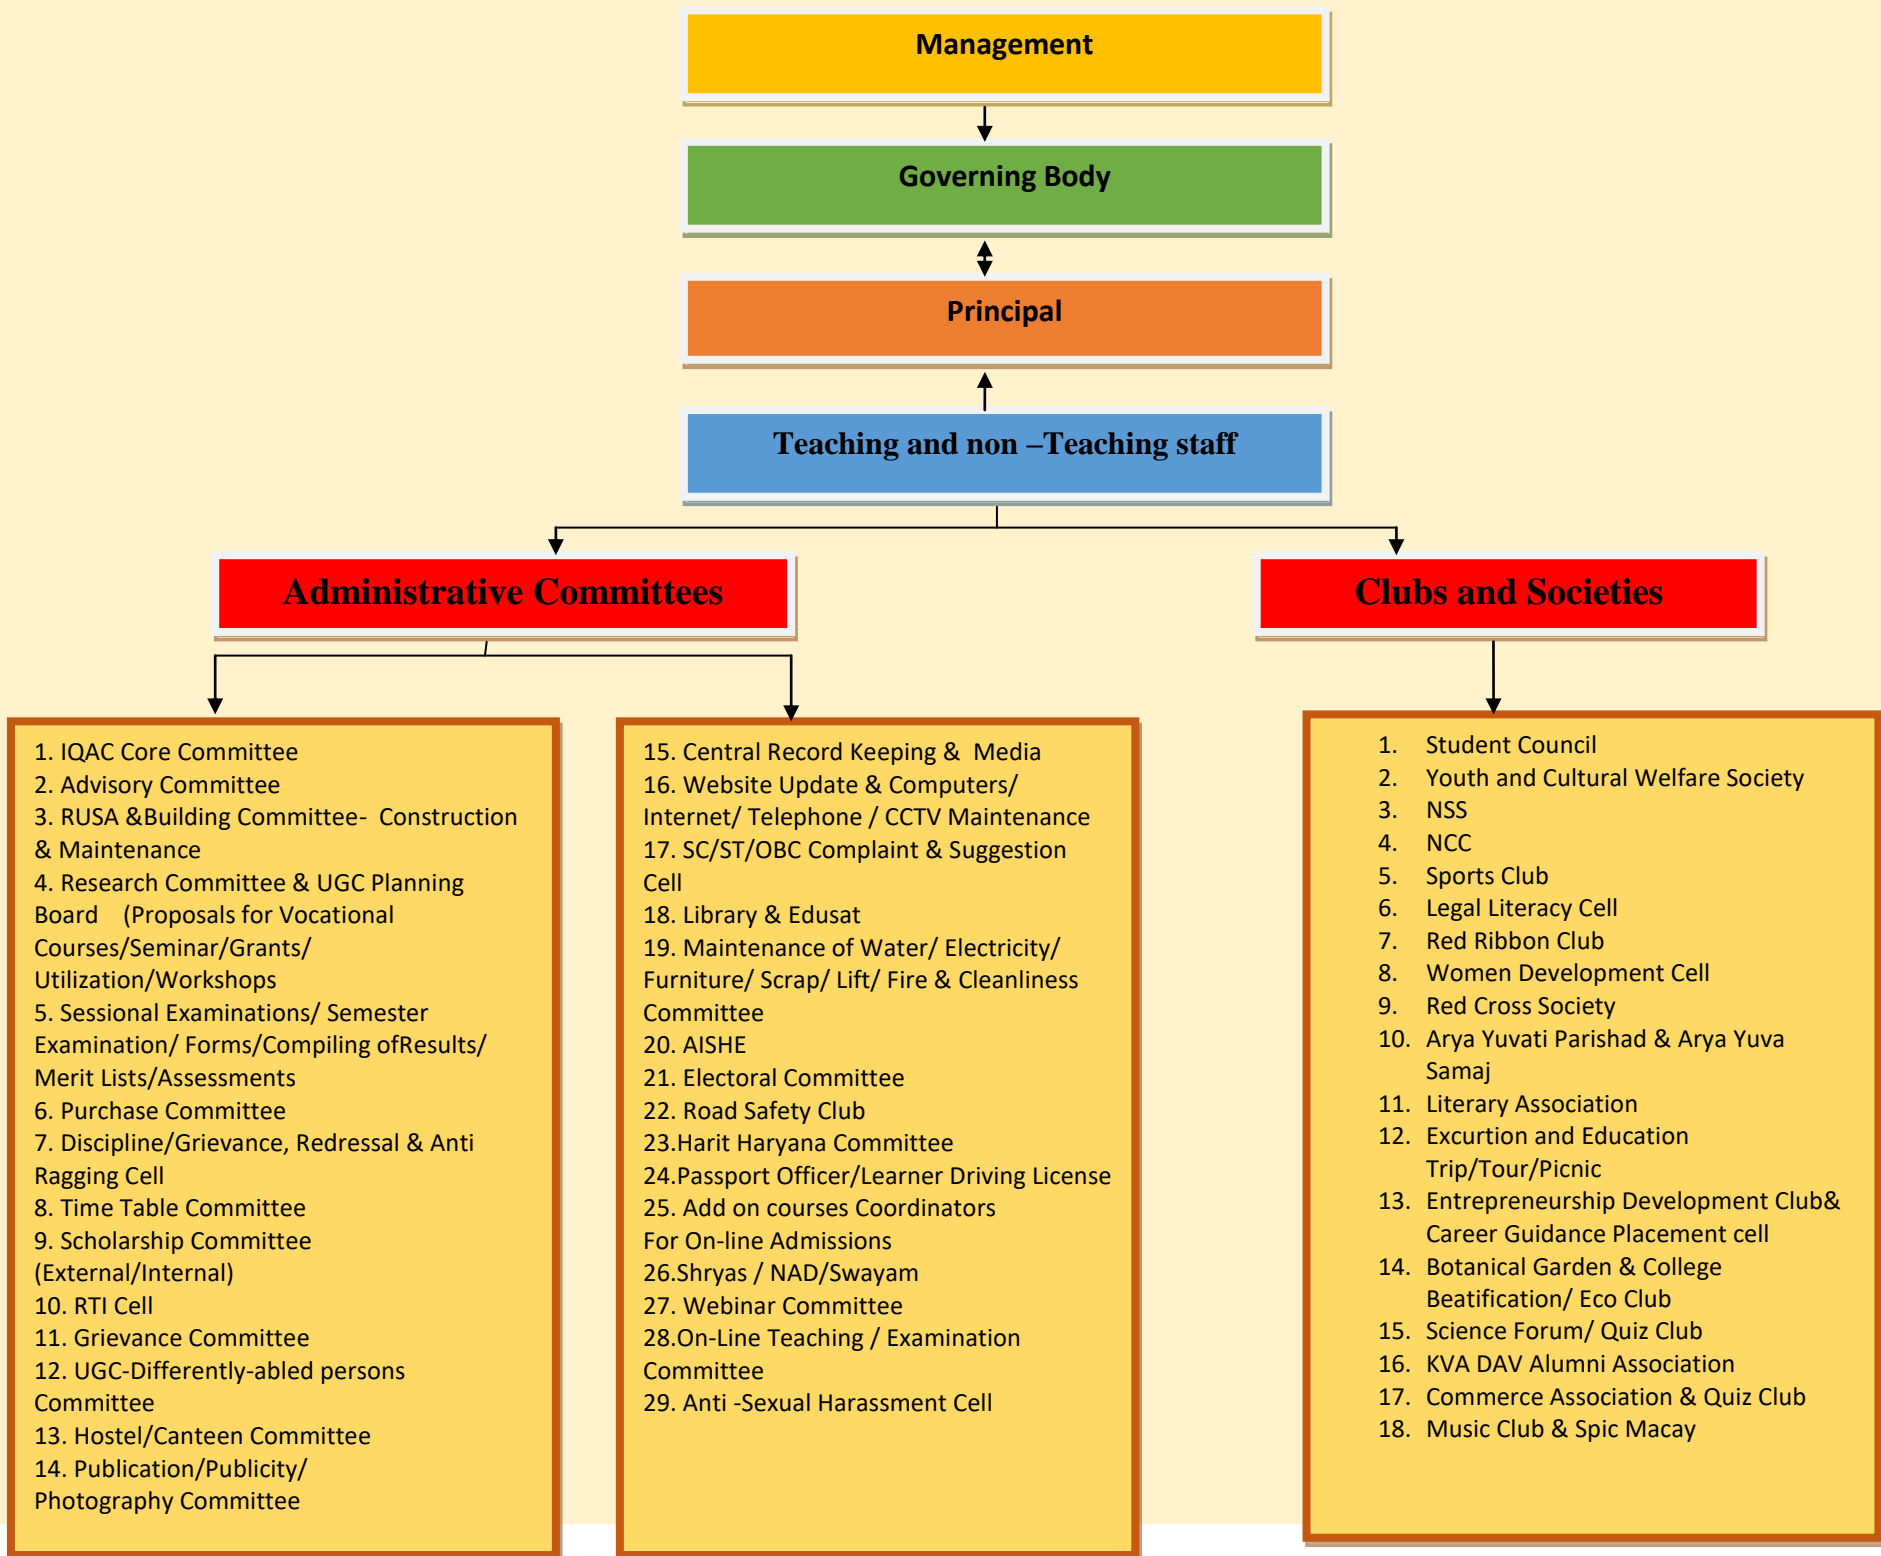 Management
Governing Body
Principal
Teaching and non –Teaching staff
Administrative Committees
Clubs and Societies
1. IQAC Core Committee
2. Advisory Committee
3. RUSA &Building Committee-  Construction
& Maintenance
4. Research Committee & UGC Planning
Board    (Proposals for Vocational
Courses/Seminar/Grants/
Utilization/Workshops
5. Sessional Examinations/ Semester
Examination/ Forms/Compiling ofResults/
Merit Lists/Assessments
6. Purchase Committee
7. Discipline/Grievance, Redressal & Anti
Ragging Cell
8. Time Table Committee
9. Scholarship Committee
(External/Internal)
10. RTI Cell
11. Grievance Committee
12. UGC-Differently-abled persons
Committee
13. Hostel/Canteen Committee
14. Publication/Publicity/
Photography Committee
15. Central Record Keeping &  Media
16. Website Update & Computers/
Internet/ Telephone / CCTV Maintenance
17. SC/ST/OBC Complaint & Suggestion
Cell
18. Library & Edusat
19. Maintenance of Water/ Electricity/
Furniture/ Scrap/ Lift/ Fire & Cleanliness
Committee
20. AISHE
21. Electoral Committee
22. Road Safety Club
23.Harit Haryana Committee
24.Passport Officer/Learner Driving License
25. Add on courses Coordinators
For On-line Admissions
26.Shryas / NAD/Swayam
27. Webinar Committee
28.On-Line Teaching / Examination
Committee
29. Anti -Sexual Harassment Cell
1. Student Council
2. Youth and Cultural Welfare Society
3. NSS
4. NCC
5. Sports Club
6. Legal Literacy Cell
7. Red Ribbon Club
8. Women Development Cell
9. Red Cross Society
10. Arya Yuvati Parishad & Arya Yuva
Samaj
11. Literary Association
12. Excurtion and Education
Trip/Tour/Picnic
13. Entrepreneurship Development Club&
Career Guidance Placement cell
14. Botanical Garden & College
Beatification/ Eco Club
15. Science Forum/ Quiz Club
16. KVA DAV Alumni Association
17. Commerce Association & Quiz Club
18. Music Club & Spic Macay